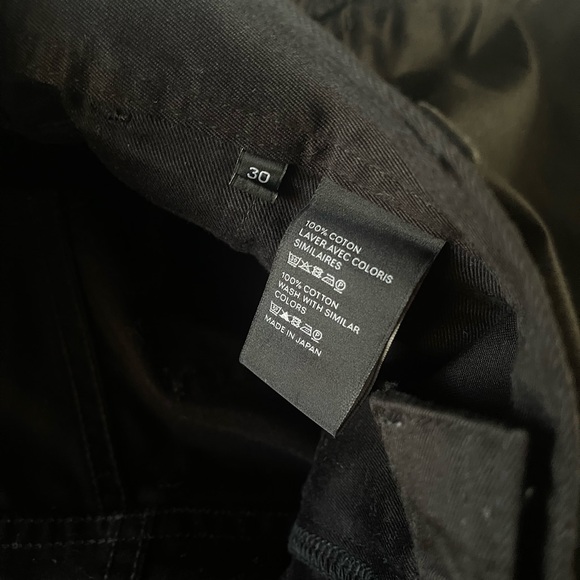 30
100% COTON
LAVER AVEC COLORIS
SIMILAIRES
100% COTTON
WASH WITH SIMILAR
COLORS
MADE IN JAPAN